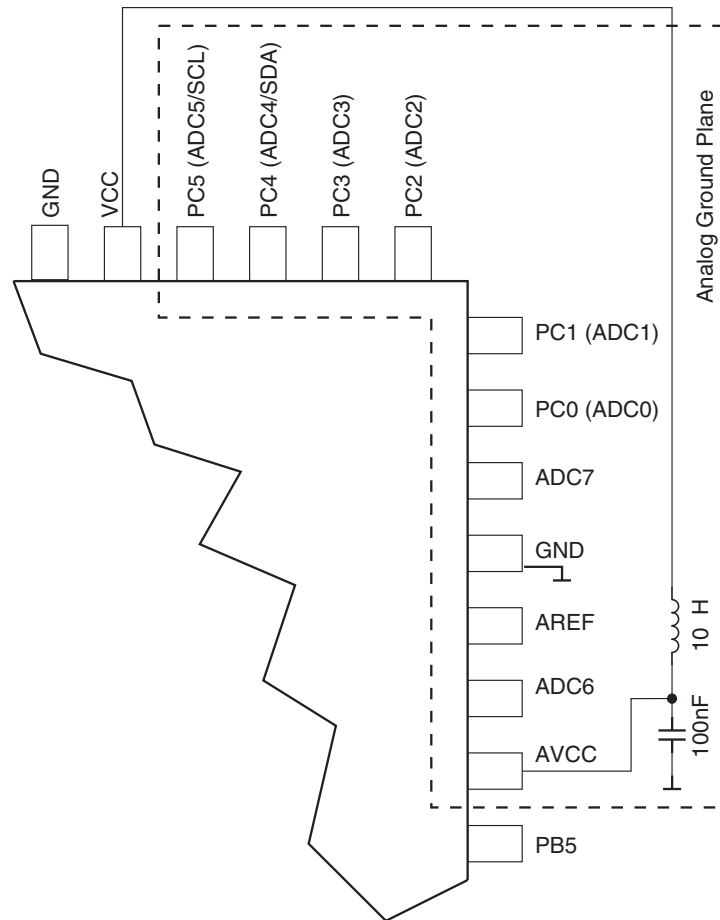 GND
VCC
PC5 (ADC5/SCL)
PC4 (ADC4/SDA)
PC3 (ADC3)
PC2 (ADC2)
Analog Ground Plane
PC1 (ADC1)
PC0 (ADC0)
ADC7
GND
AREF
ADC6
AVCC
PB5
10 H
100nF